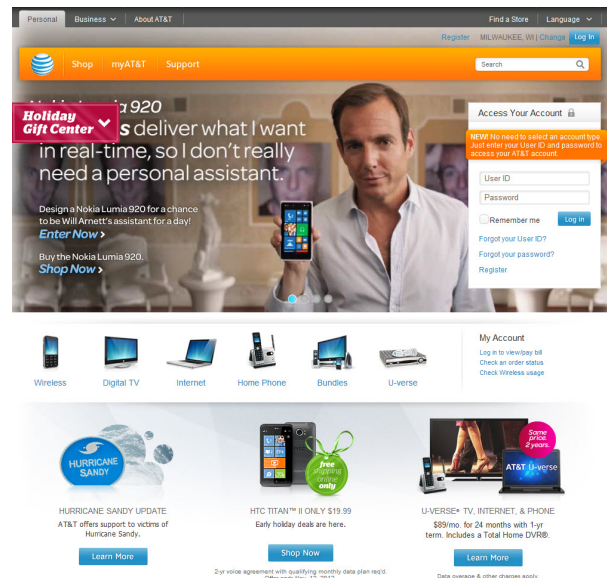 Personal
Business
About AT&T
Find a Store
Language
Register
MILWAUKEE, WI | Change
Log In
Shop
myAT&T
Support
Search
Holiday
Gift Center
Lumia 920
deliver what I want
in real-time, so I don't really
need a personal assistant.
Design a Nokia Lumia 920 for a chance
to be Will Arnett's assistant for a day!
Enter Now >
Buy the Nokia Lumia 920.
Shop Now >
Access Your Account
NEW! No need to select an account type.
Just enter your User ID and password to
access your AT&T account.
User ID
Password
Remember me
Log in
Forgot your User ID?
Forgot your password?
Register
Wireless
Digital TV
Internet
Home Phone
Bundles
U-verse
My Account
Log in to view/pay bill
Check an order status
Check Wireless usage
HURRICANE
SANDY
HURRICANE SANDY UPDATE
AT&T offers support to victims of
Hurricane Sandy.
Learn More
free
shipping
online
only
HTC TITAN™ II ONLY $19.99
Early holiday deals are here.
Shop Now
2-yr voice agreement with qualifying monthly data plan req'd.
Offer ends Nov. 12, 2012
Same
price.
2 years.
AT&T U-verse
U-VERSE® TV, INTERNET, & PHONE
$89/mo. for 24 months with 1-yr
term. Includes a Total Home DVR®.
Learn More
Data overage & other charges apply.